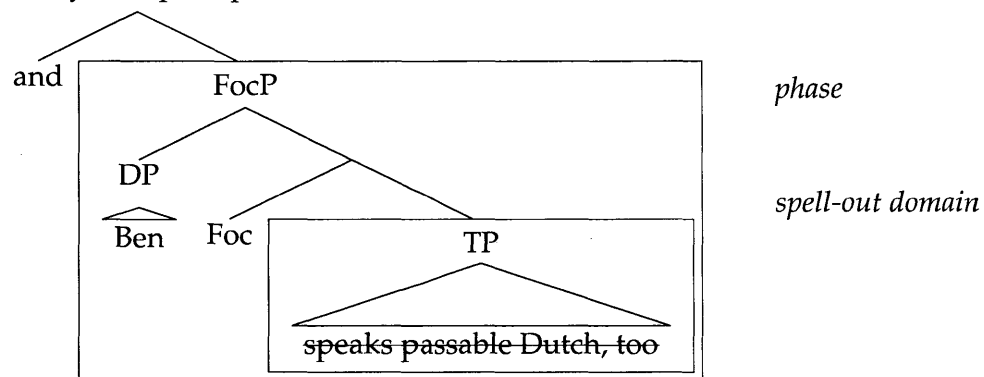 and
FocP
phase
DP
spell-out domain
Ben
Foc
TP
speaks passable Dutch, too